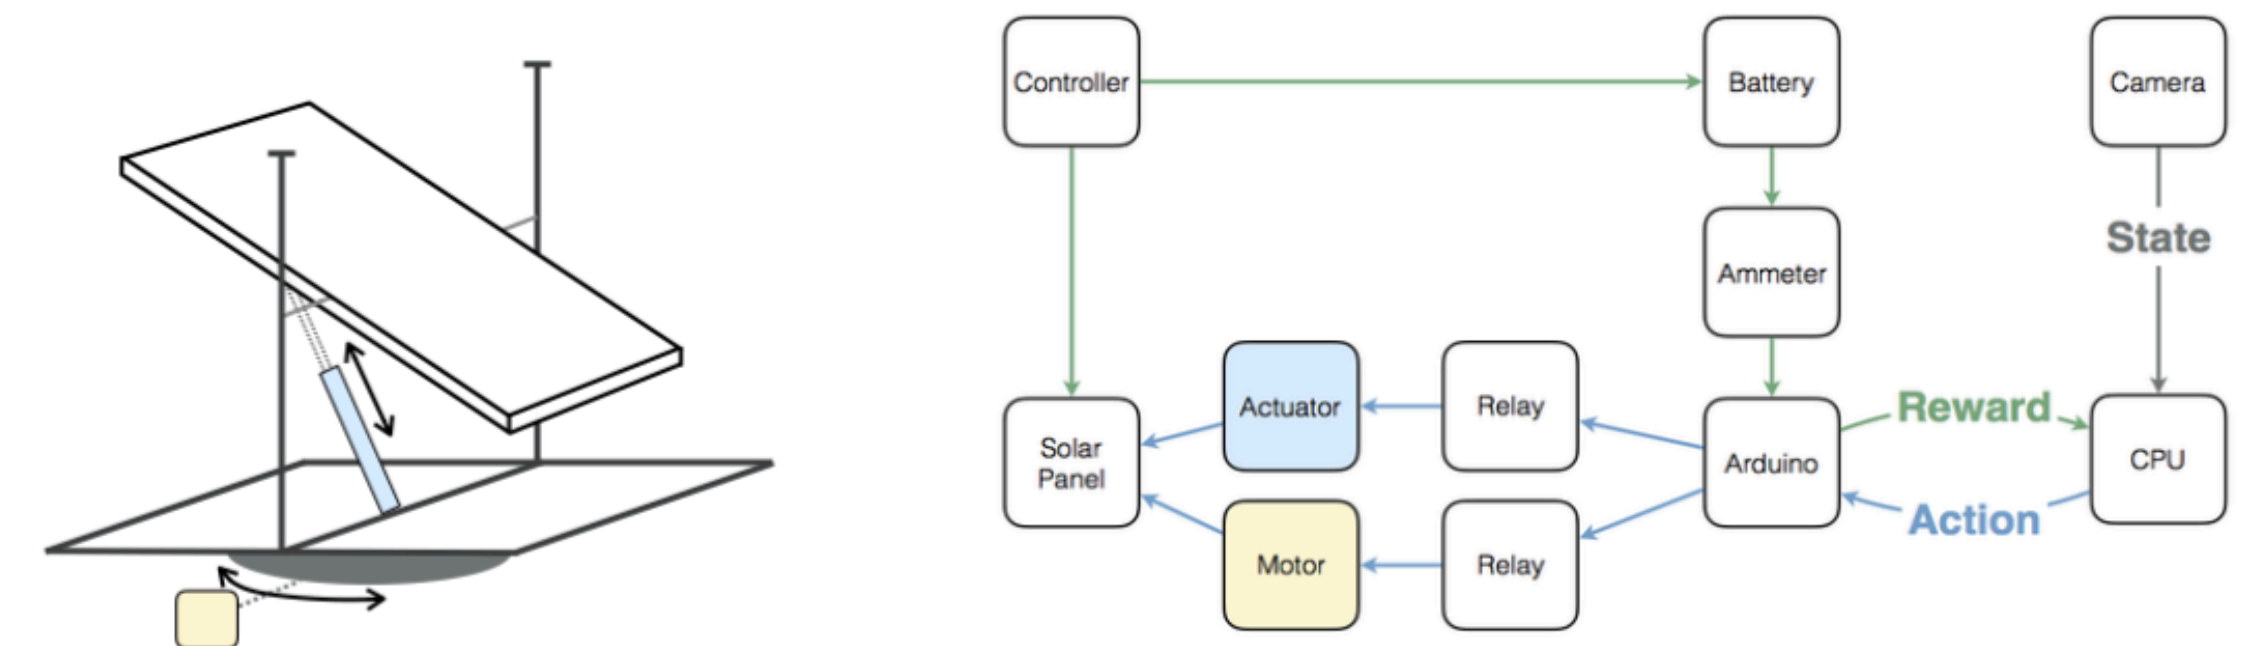 Controller
Battery
Camera
State
Ammeter
Actuator
Relay
Reward
Solar
Panel
Arduino
CPU
Action
Motor
Relay